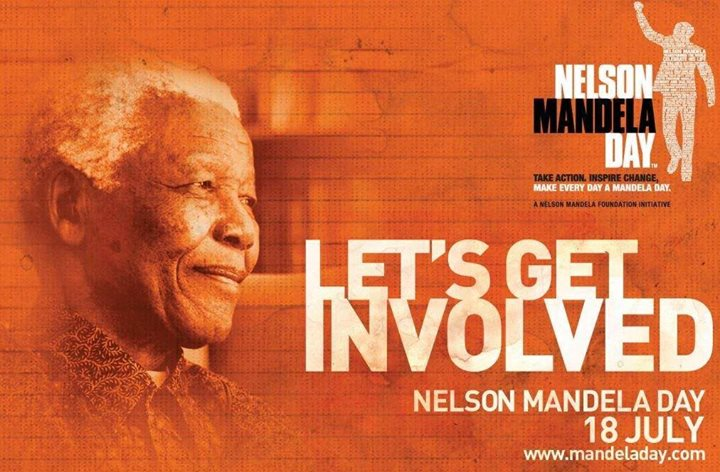 NELSON
MANDELA
DAY™
TAKE ACTION. INSPIRE CHANGE,
MAKE EVERY DAY A MANDELA DAY.
A NELSON MANDELA FOUNDATION INITIATIVE
LET'S GET
INVOLVED
NELSON MANDELA DAY
18 JULY
www.mandeladay.com